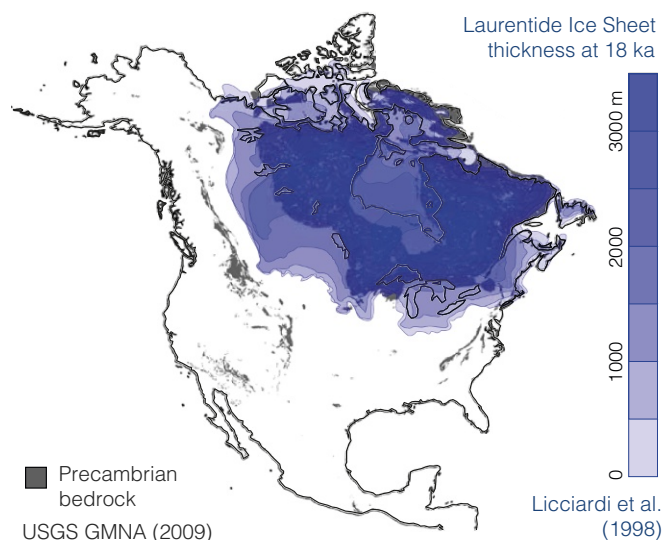 Laurentide Ice Sheet
thickness at 18 ka
3000 m
2000
1000
0
Precambrian
bedrock
USGS GMNA (2009)
Licciardi et al.
(1998)